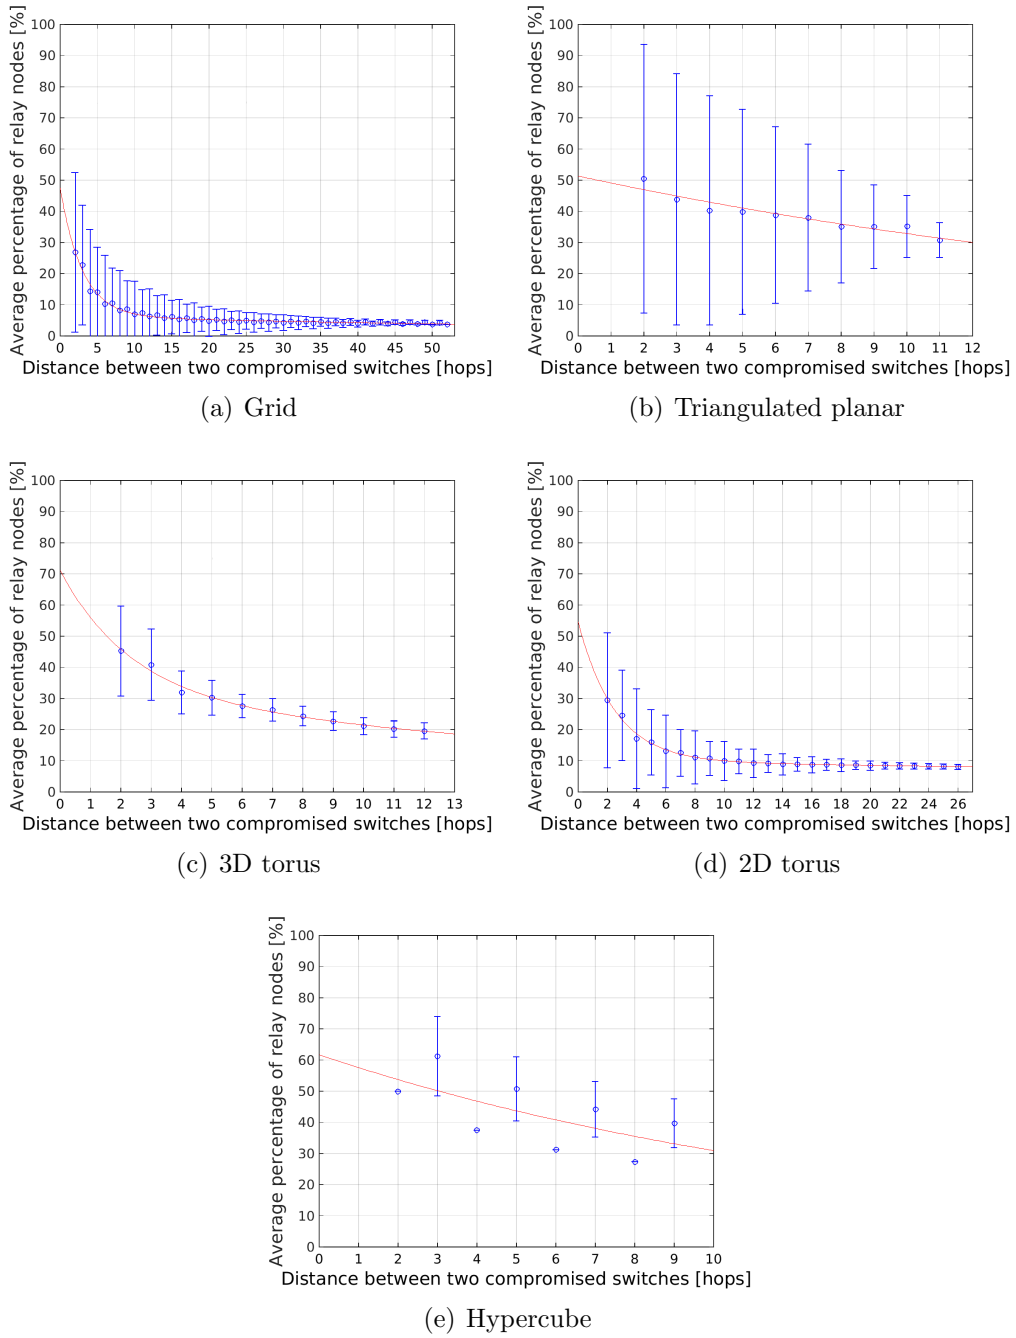 Average percentage of relay nodes [%]
100
90
80
70
60
50
40
30
20
10
0
0 5 10 15 20 25 30 35 40 45 50
Distance between two compromised switches [hops]
(a) Grid
Average percentage of relay nodes [%]
100
90
80
70
60
50
40
30
20
10
0
0 1 2 3 4 5 6 7 8 9 10 11 12
Distance between two compromised switches [hops]
(b) Triangulated planar
Average percentage of relay nodes [%]
100
90
80
70
60
50
40
30
20
10
0
0 1 2 3 4 5 6 7 8 9 10 11 12 13
Distance between two compromised switches [hops]
(c) 3D torus
Average percentage of relay nodes [%]
100
90
80
70
60
50
40
30
20
10
0
0 2 4 6 8 10 12 14 16 18 20 22 24 26
Distance between two compromised switches [hops]
(d) 2D torus
Average percentage of relay nodes [%]
100
90
80
70
60
50
40
30
20
10
0
0 1 2 3 4 5 6 7 8 9 10
Distance between two compromised switches [hops]
(e) Hypercube